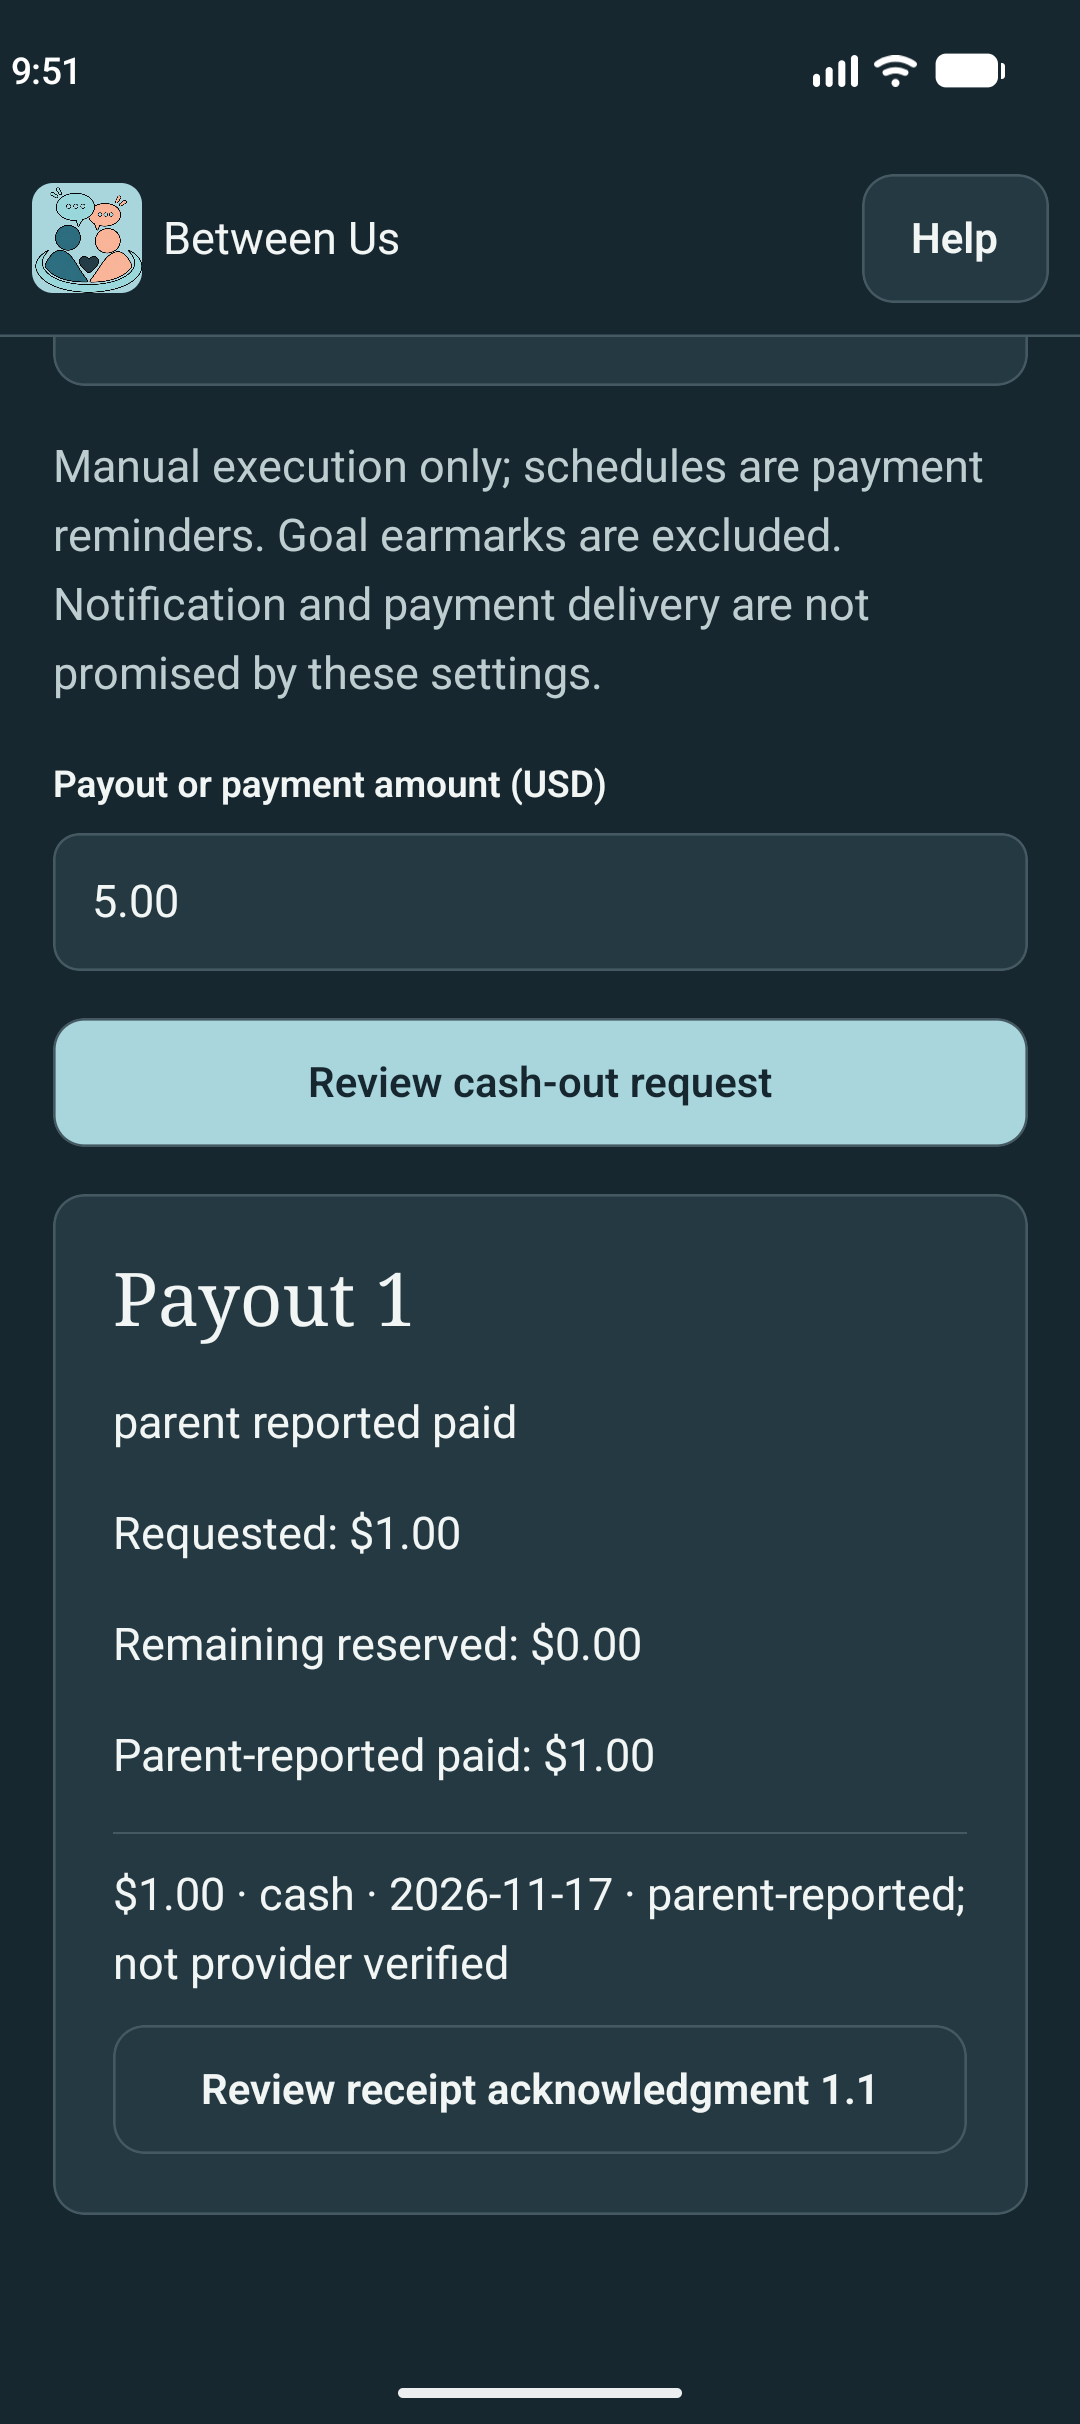 9:51
Between Us
Help
Manual execution only; schedules are payment
reminders. Goal earmarks are excluded.
Notification and payment delivery are not
promised by these settings.
Payout or payment amount (USD)
5.00
Review cash-out request
Payout 1
parent reported paid
Requested: $1.00
Remaining reserved: $0.00
Parent-reported paid: $1.00
$1.00 · cash · 2026-11-17 · parent-reported;
not provider verified
Review receipt acknowledgment 1.1